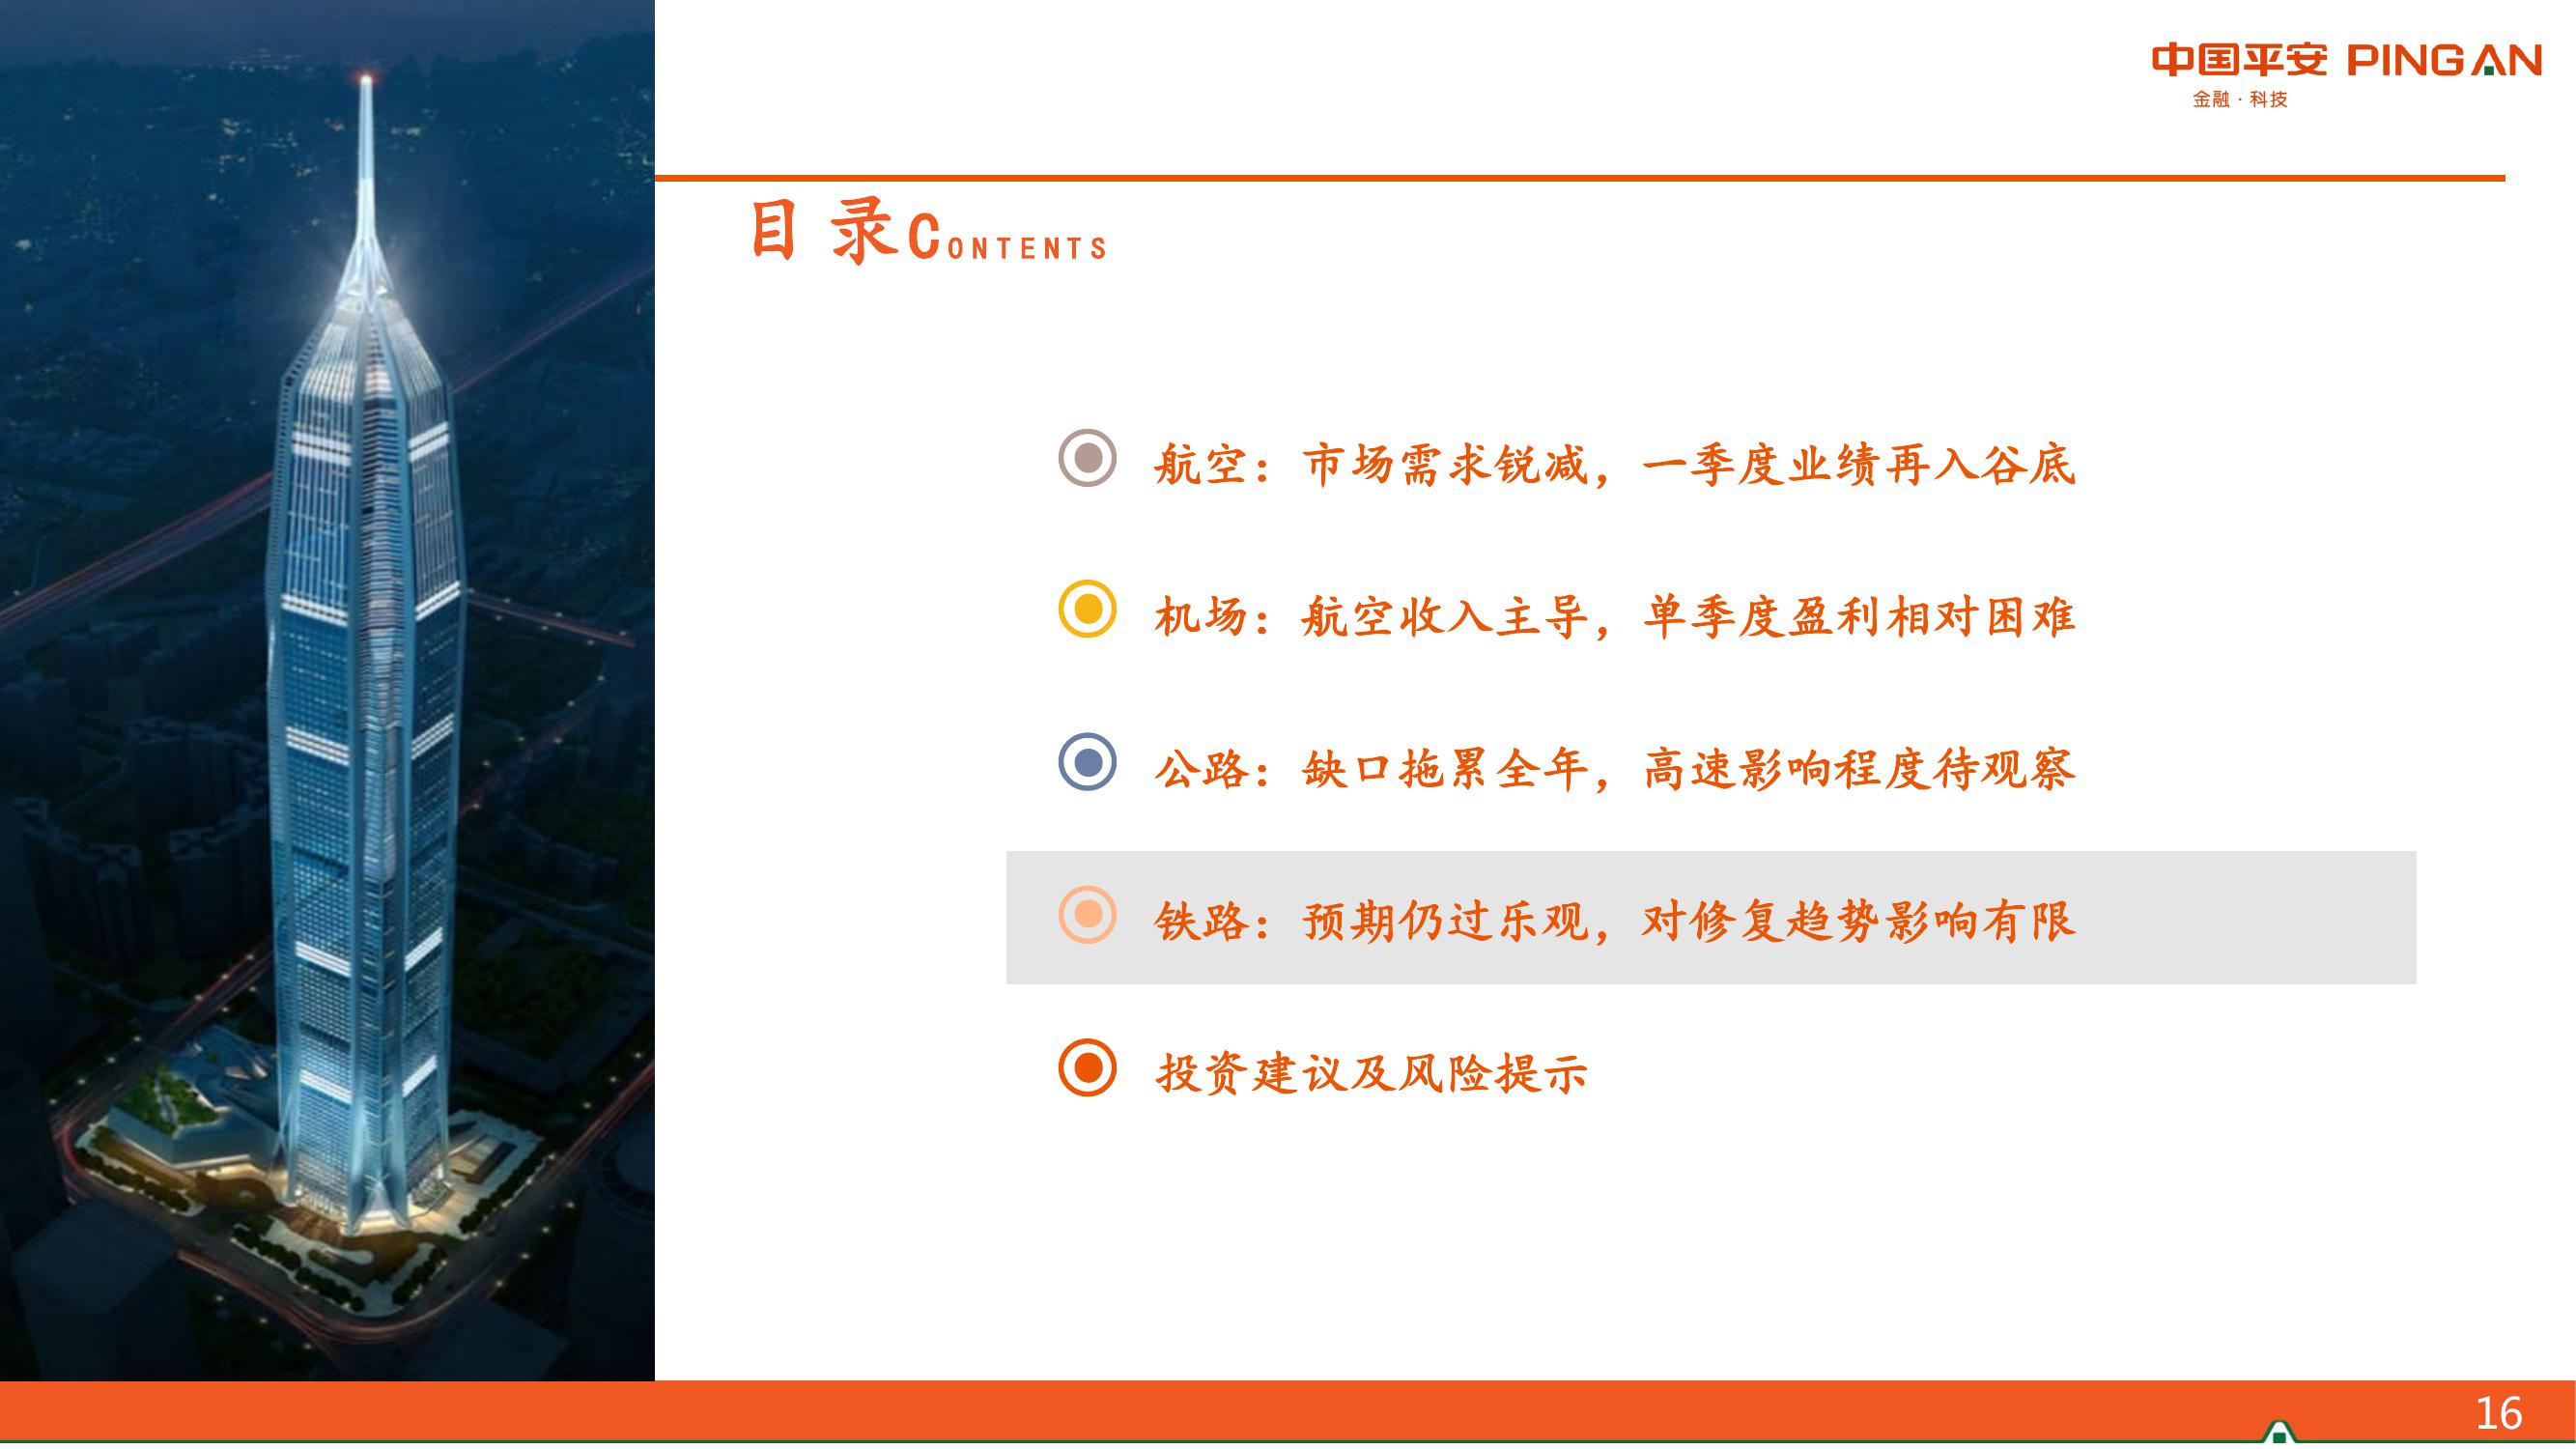 中国平安 PINGAN
金融·科技
目录CONTENTS
航空：市场需求锐减，一季度业绩再入谷底
机场：航空收入主导，单季度盈利相对困难
公路：缺口拖累全年，高速影响程度待观察
铁路：预期仍过乐观，对修复趋势影响有限
投资建议及风险提示
16